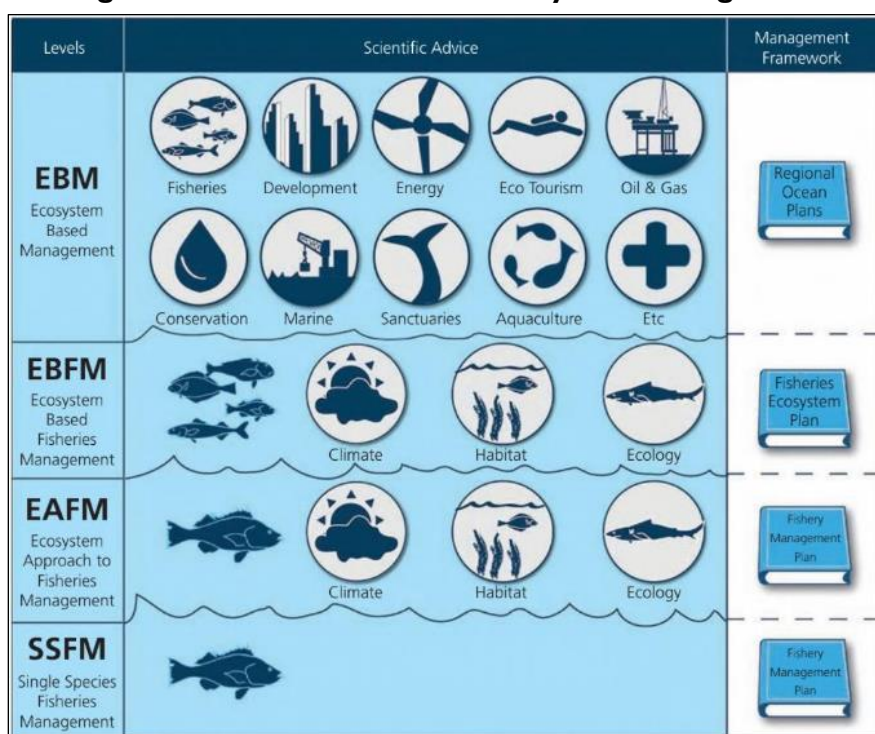 Levels
Scientific Advice
Management
Framework
EBM
Ecosystem
Based
Management
Fisheries
Development
Energy
Eco Tourism
Oil & Gas
Conservation
Marine
Sanctuaries
Aquaculture
Etc
Regional
Ocean
Plans
EBFM
Ecosystem
Based
Fisheries
Management
Climate
Habitat
Ecology
Fisheries
Ecosystem
Plan
EAFM
Ecosystem
Approach to
Fisheries
Management
Climate
Habitat
Ecology
Fishery
Management
Plan
SSFM
Single Species
Fisheries
Management
Fishery
Management
Plan